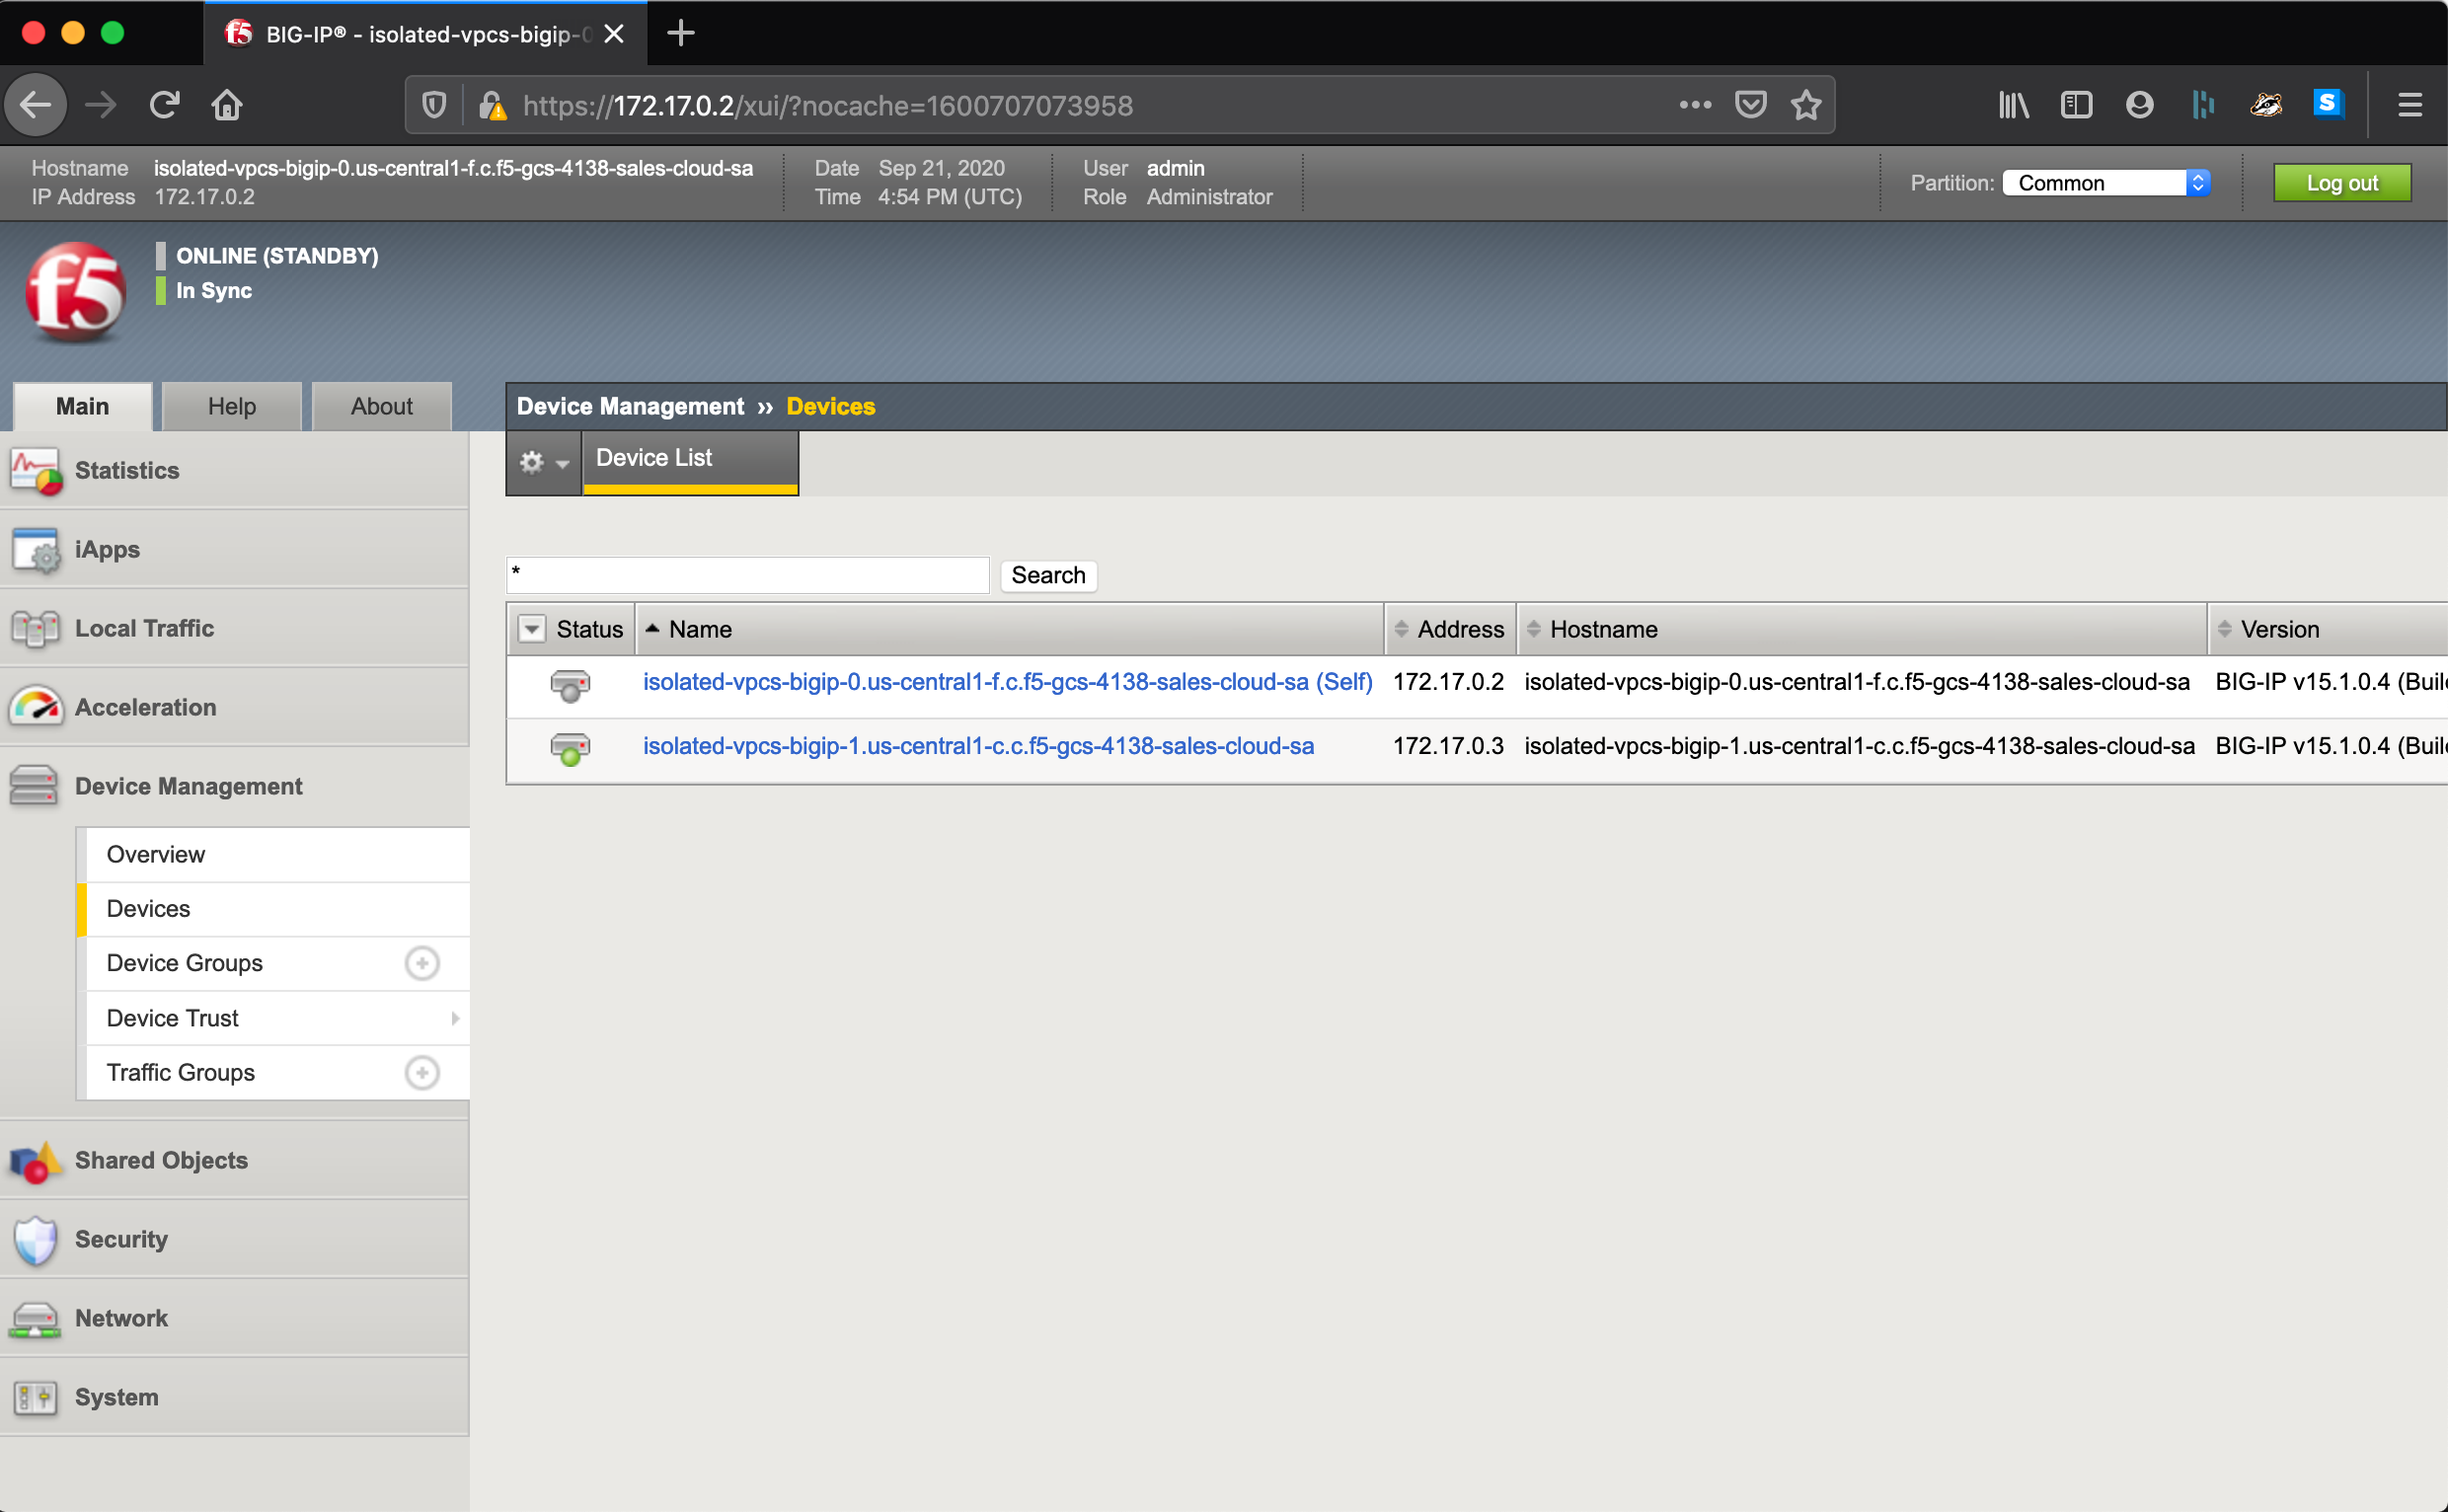 BIG-IP® - isolated-vpcs-bigip-0
https://172.17.0.2/xui/?nocache=1600707073958
S
Hostname isolated-vpcs-bigip-0.us-central1-f.c.f5-gcs-4138-sales-cloud-sa Date Sep 21, 2020 User admin Partition: Common Log out
IP Address 172.17.0.2 Time 4:54 PM (UTC) Role Administrator
f5
ONLINE (STANDBY)
In Sync
Main Help About Device Management ›› Devices
Device List
Statistics
iApps
* Search
Local Traffic
Status Name Address Hostname Version
isolated-vpcs-bigip-0.us-central1-f.c.f5-gcs-4138-sales-cloud-sa (Self) 172.17.0.2 isolated-vpcs-bigip-0.us-central1-f.c.f5-gcs-4138-sales-cloud-sa BIG-IP v15.1.0.4 (Buil
Acceleration
isolated-vpcs-bigip-1.us-central1-c.c.f5-gcs-4138-sales-cloud-sa 172.17.0.3 isolated-vpcs-bigip-1.us-central1-c.c.f5-gcs-4138-sales-cloud-sa BIG-IP v15.1.0.4 (Buil
Device Management
Overview
Devices
Device Groups
Device Trust
Traffic Groups
Shared Objects
Security
Network
System